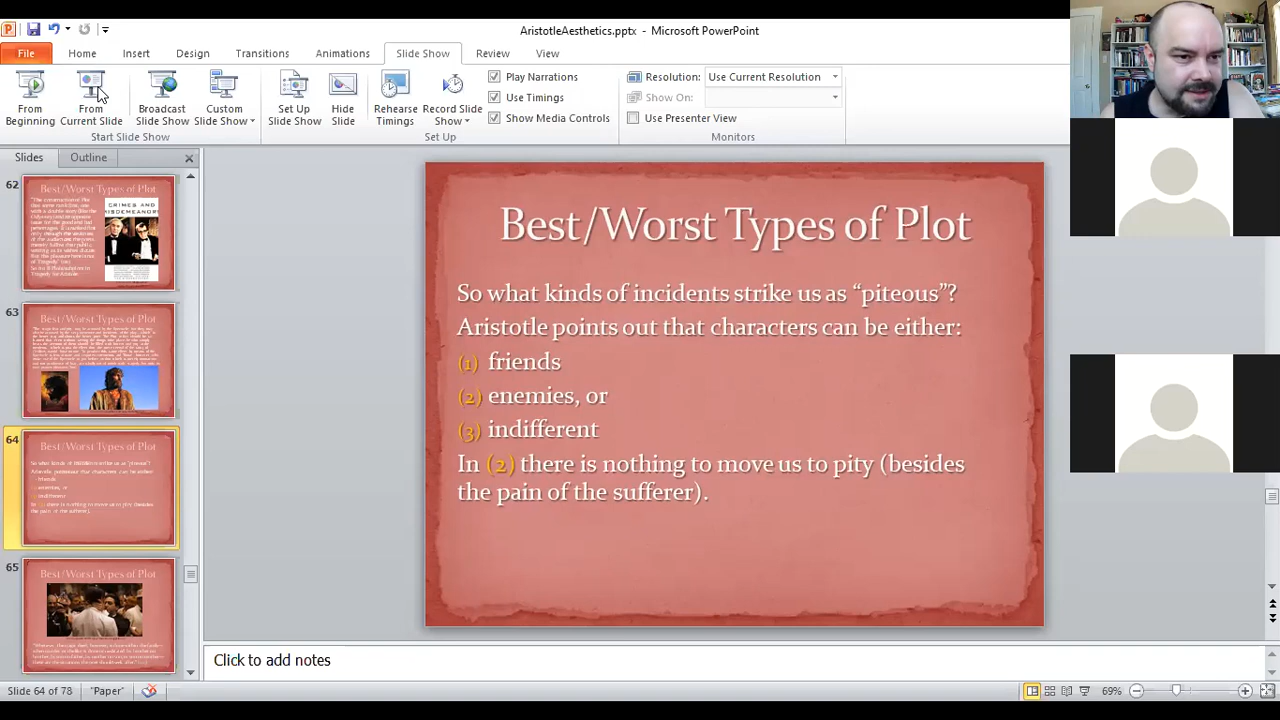 AristotleAesthetics.pptx - Microsoft PowerPoint
File Home Insert Design Transitions Animations Slide Show Review View
From Beginning
From Current Slide
Broadcast Slide Show
Custom Slide Show
Set Up Slide Show
Hide Slide
Rehearse Timings
Record Slide Show
Play Narrations
Use Timings
Show Media Controls
Resolution: Use Current Resolution
Show On:
Use Presenter View
Start Slide Show
Set Up
Monitors
Slides Outline
62
Best/Worst Types of Plot
CRIMES AND
MISDEMEANORS
63
Best/Worst Types of Plot
64
Best/Worst Types of Plot
65
Best/Worst Types of Plot
Best/Worst Types of Plot
So what kinds of incidents strike us as “piteous”?
Aristotle points out that characters can be either:
(1) friends
(2) enemies, or
(3) indifferent
In (2) there is nothing to move us to pity (besides
the pain of the sufferer).
Click to add notes
Slide 64 of 78 "Paper" 69%